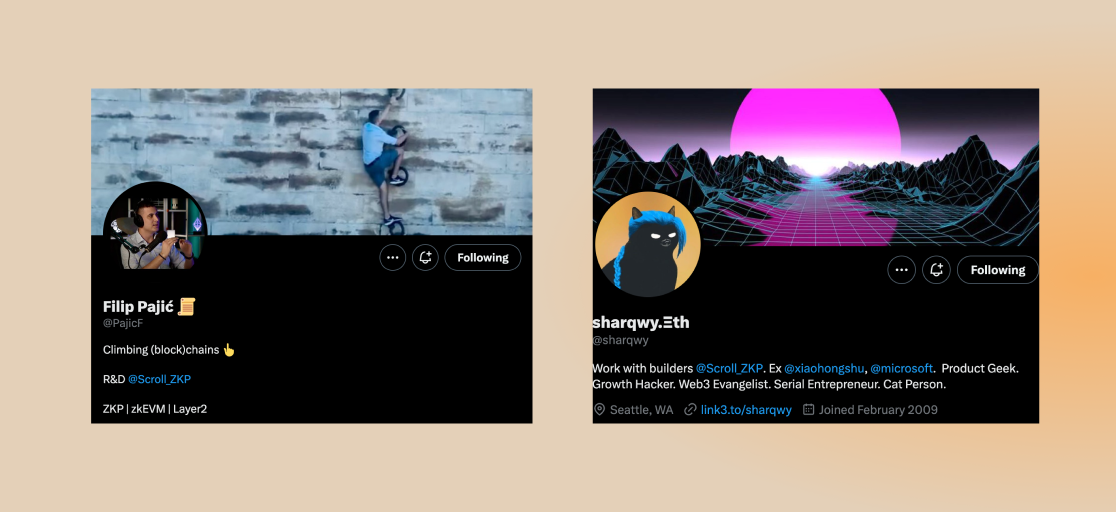 Following
Filip Pajić 📜
@PajicF
Climbing (block)chains 👆
R&D @Scroll_ZKP
ZKP | zkEVM | Layer2
Following
sharqwy.Ξth
@sharqwy
Work with builders @Scroll_ZKP. Ex @xiaohongshu, @microsoft. Product Geek.
Growth Hacker. Web3 Evangelist. Serial Entrepreneur. Cat Person.
Seattle, WA link3.to/sharqwy Joined February 2009